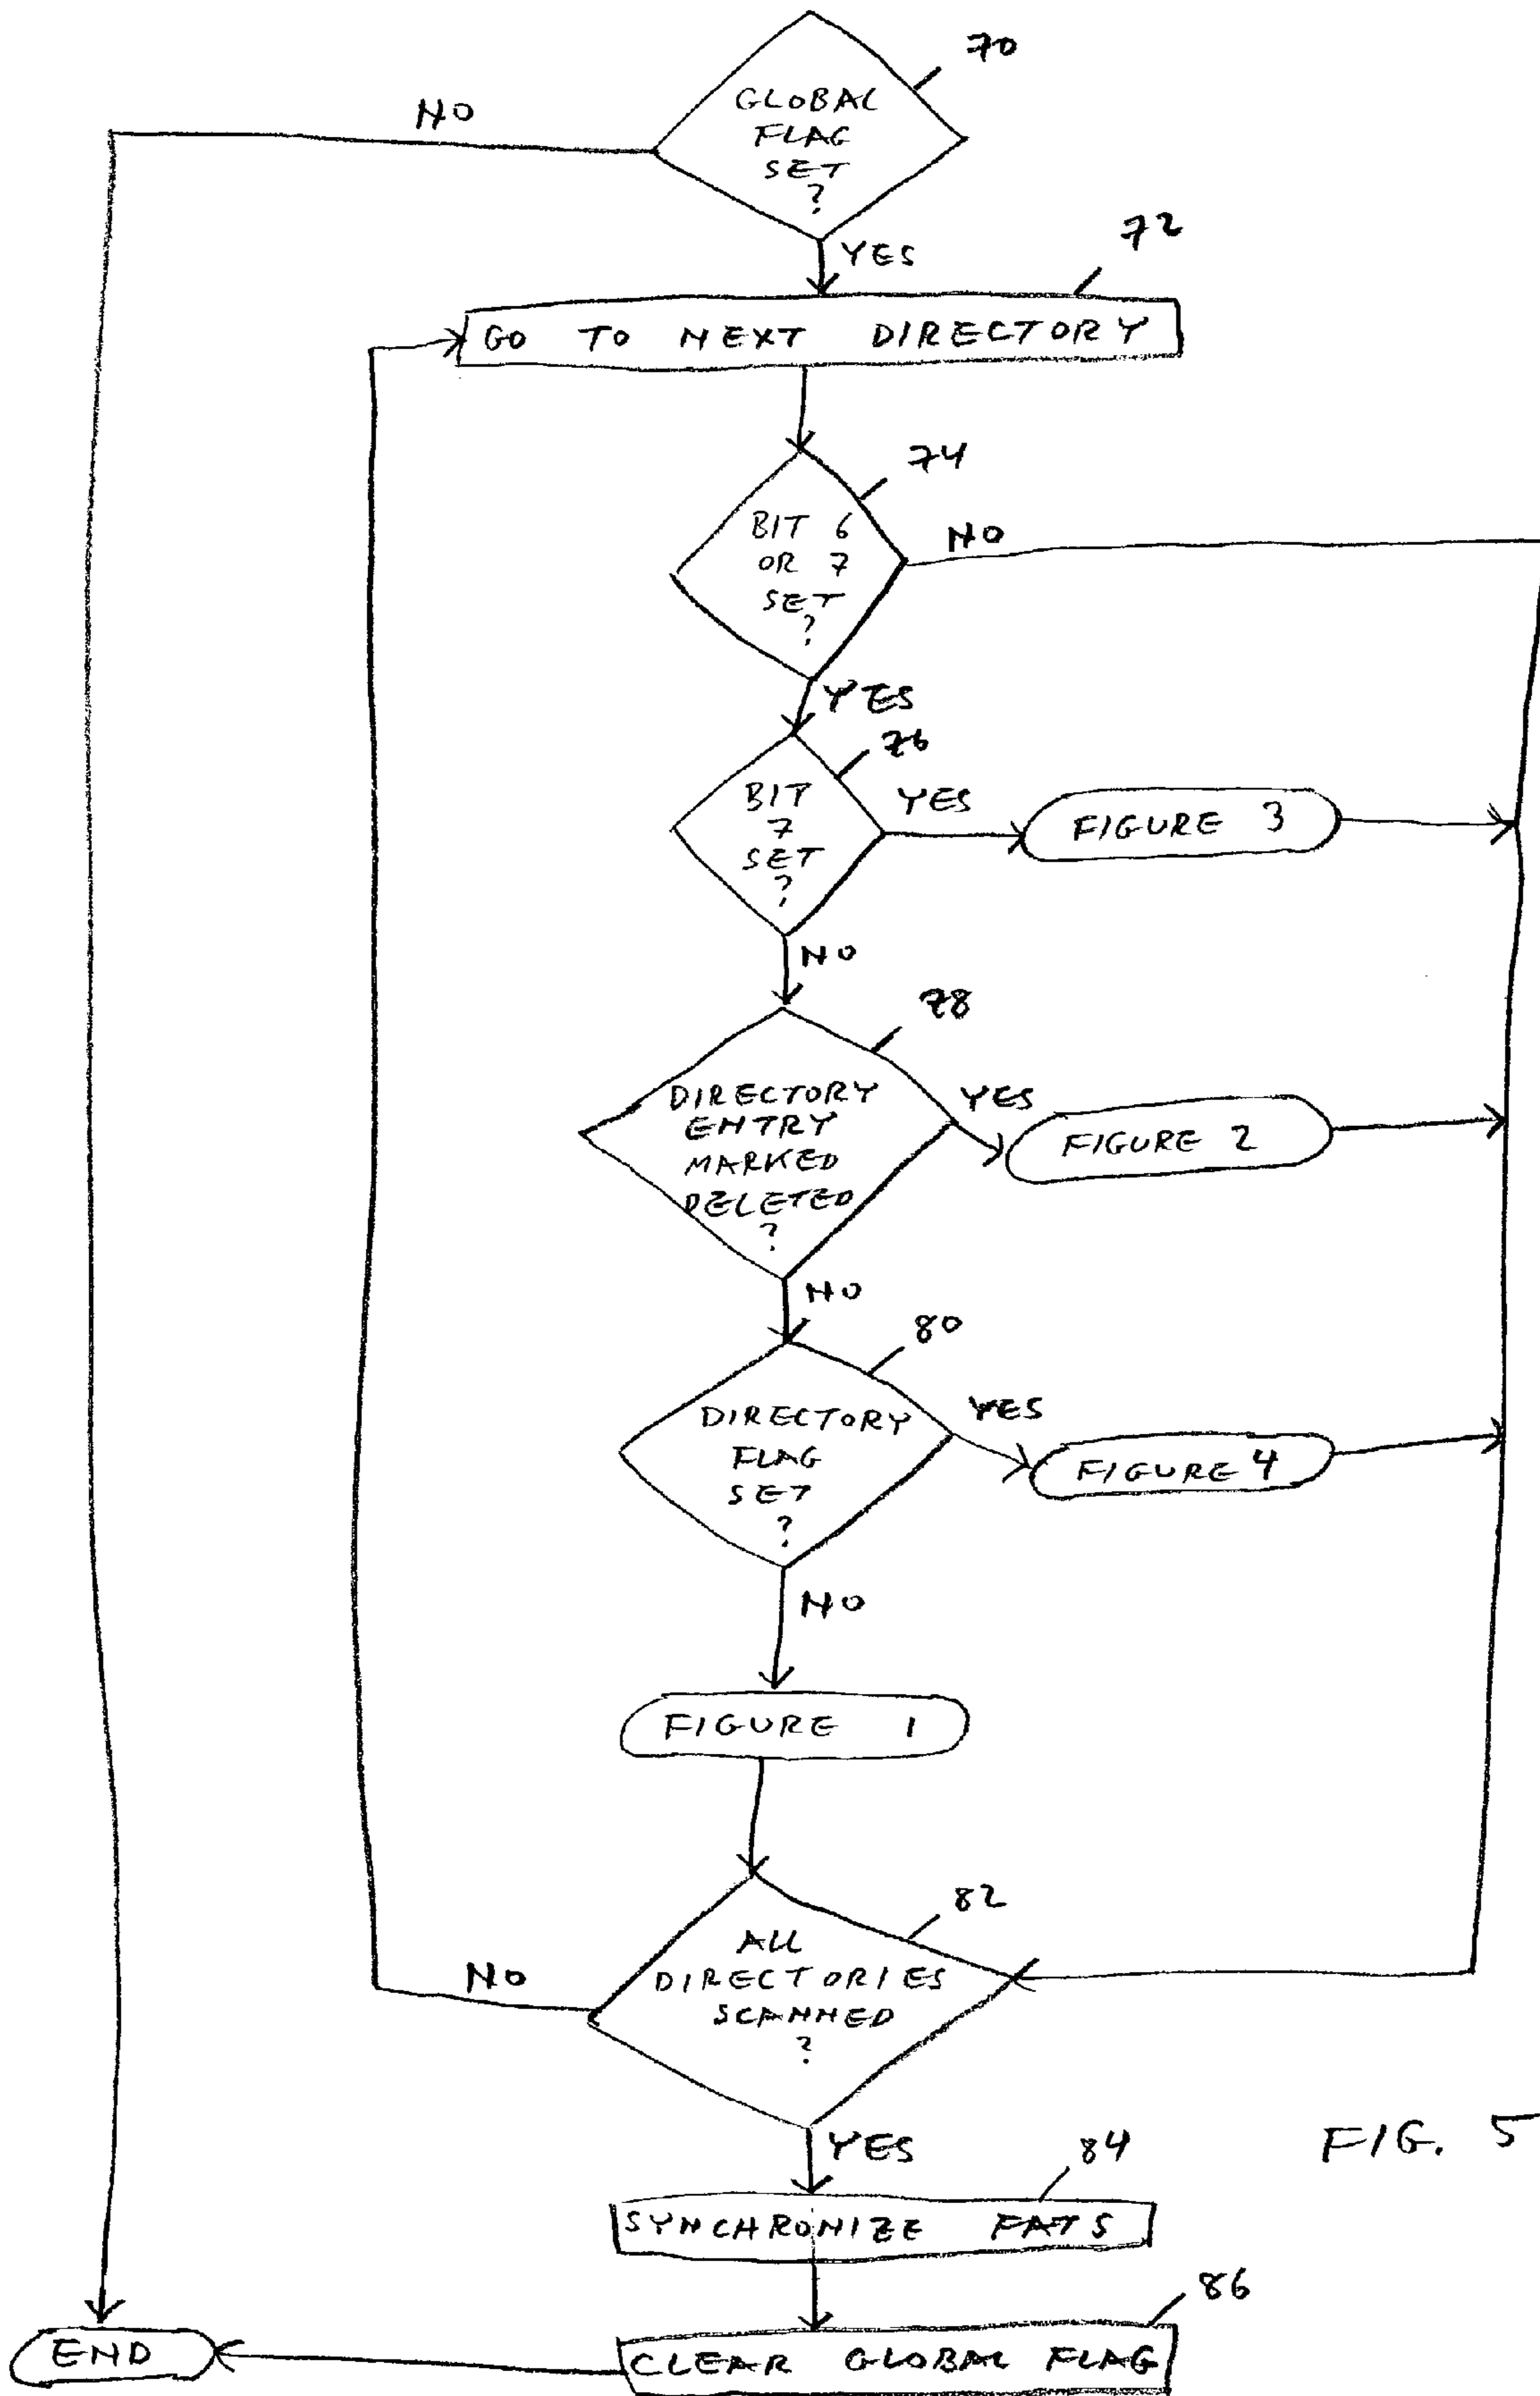 70
GLOBAL
FLAG
SET
?
NO
YES
72
GO TO NEXT DIRECTORY
74
BIT 6
OR 7
SET
?
NO
YES
76
BIT
7
SET
?
YES
FIGURE 3
NO
78
DIRECTORY
ENTRY
MARKED
DELETED
?
YES
FIGURE 2
NO
80
DIRECTORY
FLAG
SET
?
YES
FIGURE 4
NO
FIGURE 1
82
ALL
DIRECTORIES
SCANNED
?
NO
YES
FIG. 5
84
SYNCHRONIZE FATS
86
CLEAR GLOBAL FLAG
END